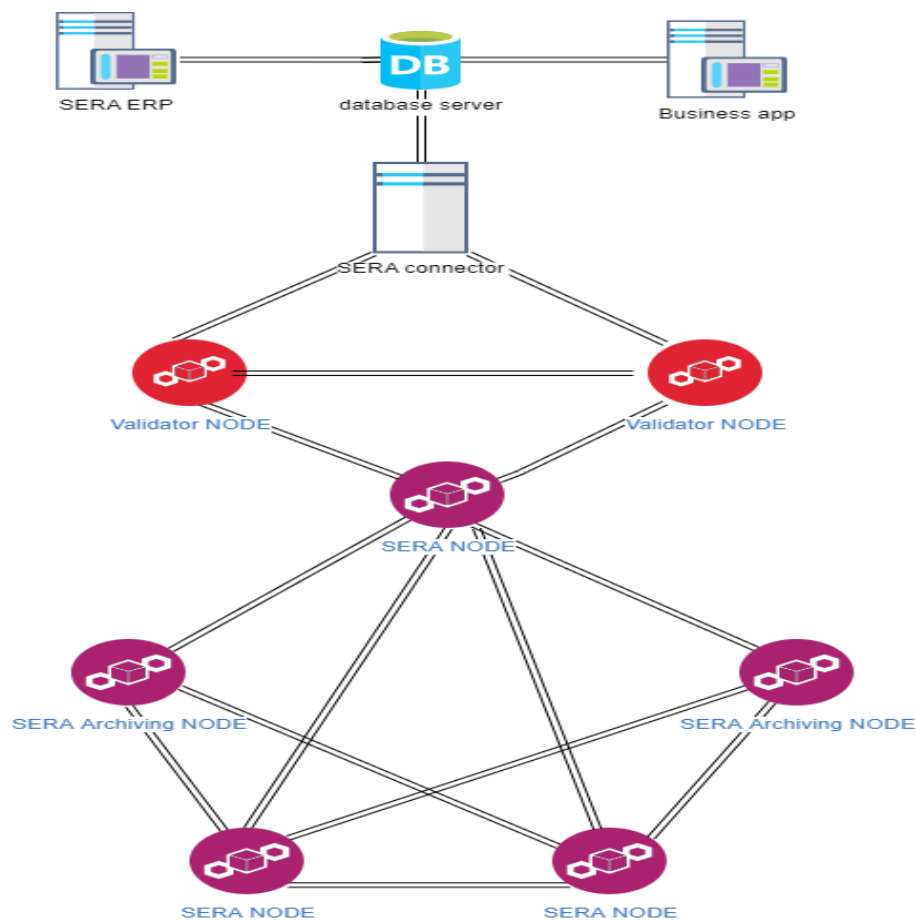 DB
SERA ERP
database server
Business app
SERA connector
Validator NODE
Validator NODE
SERA NODE
SERA Archiving NODE
SERA Archiving NODE
SERA NODE
SERA NODE